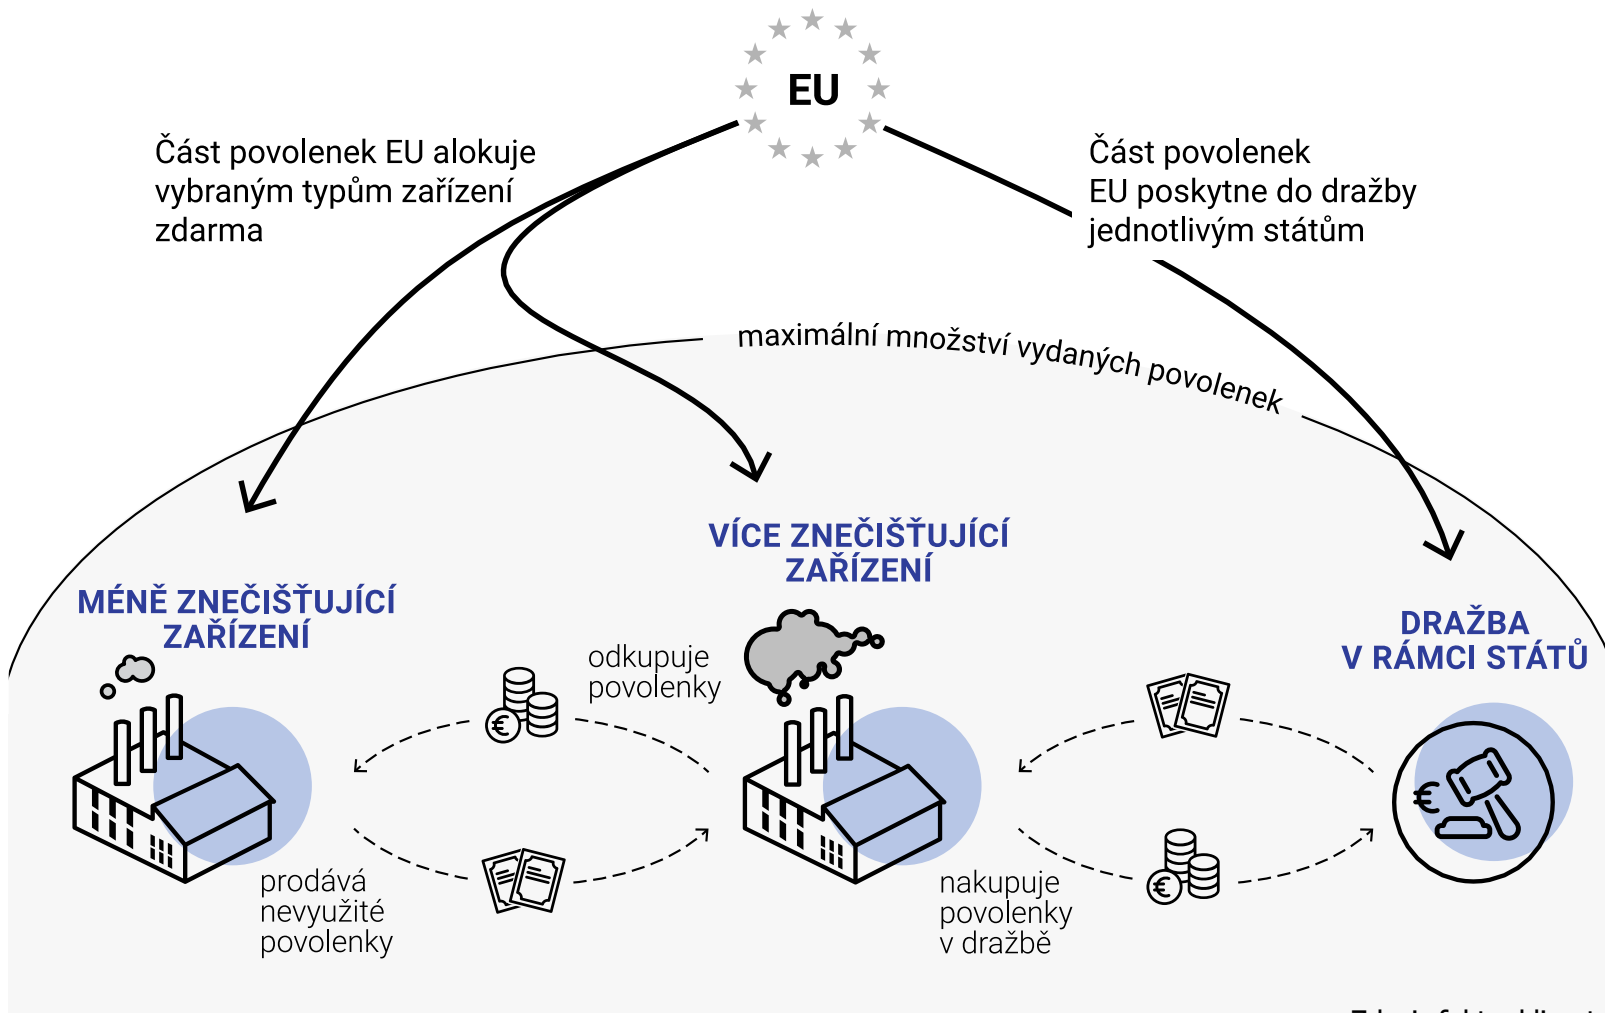 EU
Část povolenek EU alokuje
vybraným typům zařízení
zdarma
Část povolenek
EU poskytne do dražby
jednotlivým státům
maximální množství vydaných povolenek
VÍCE ZNEČIŠŤUJÍCÍ
ZAŘÍZENÍ
MÉNĚ ZNEČIŠŤUJÍCÍ
ZAŘÍZENÍ
DRAŽBA
V RÁMCI STÁTŮ
odkupuje
povolenky
€
€
prodává
nevyužité
povolenky
nakupuje
povolenky
v dražbě
€